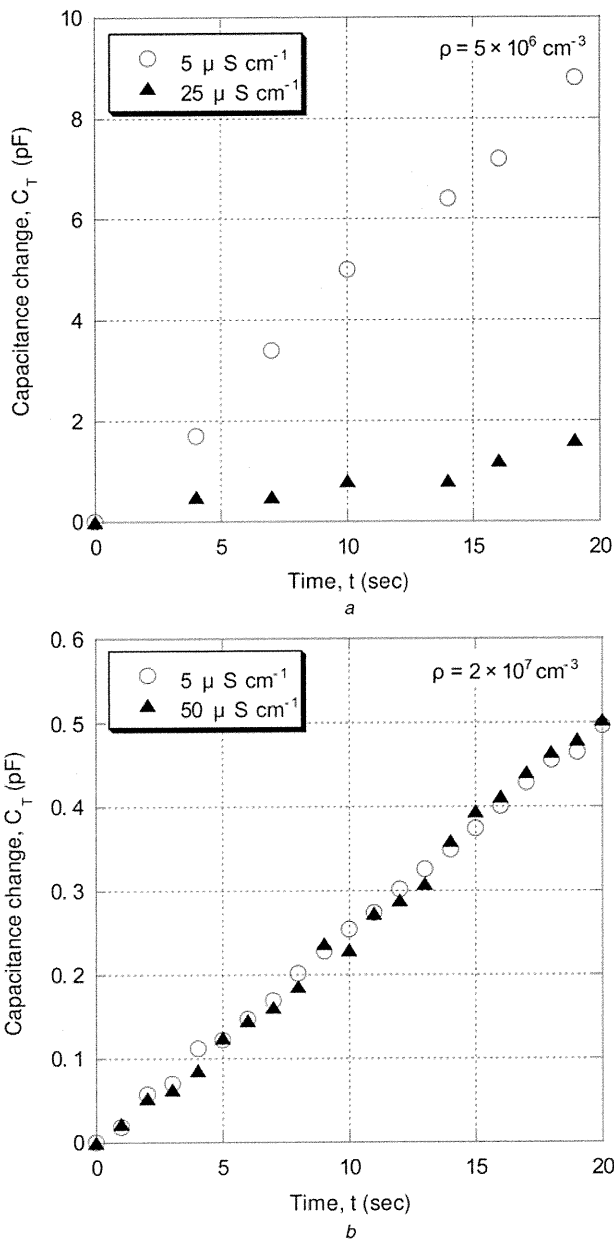 5 μ S cm-1
25 μ S cm-1
ρ = 5 × 10⁶ cm-3
10
8
6
4
2
0
Capacitance change, C_T (pF)
0 5 10 15 20
Time, t (sec)
a
5 μ S cm-1
50 μ S cm-1
ρ = 2 × 10⁷ cm-3
0.6
0.5
0.4
0.3
0.2
0.1
0
Capacitance change, C_T (pF)
0 5 10 15 20
Time, t (sec)
b